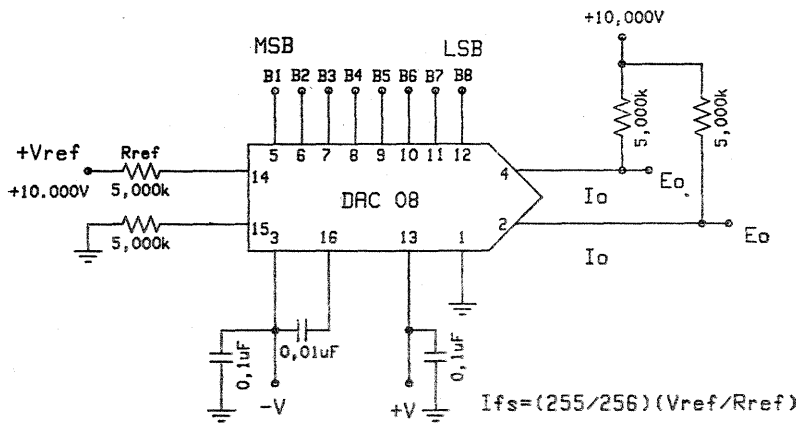 +10,000V
MSB
LSB
B1 B2 B3 B4 B5 B6 B7 B8
5,000k
5,000k
+Vref
Rref
5 6 7 8 9 10 11 12
+10.000V
5,000k
14
4
Io
Eo
DAC 08
15
2
5,000k
3 16 13 1
Io
Eo
0,1uF
0,01uF
0,1uF
-V
+V
Ifs=(255/256)(Vref/Rref)